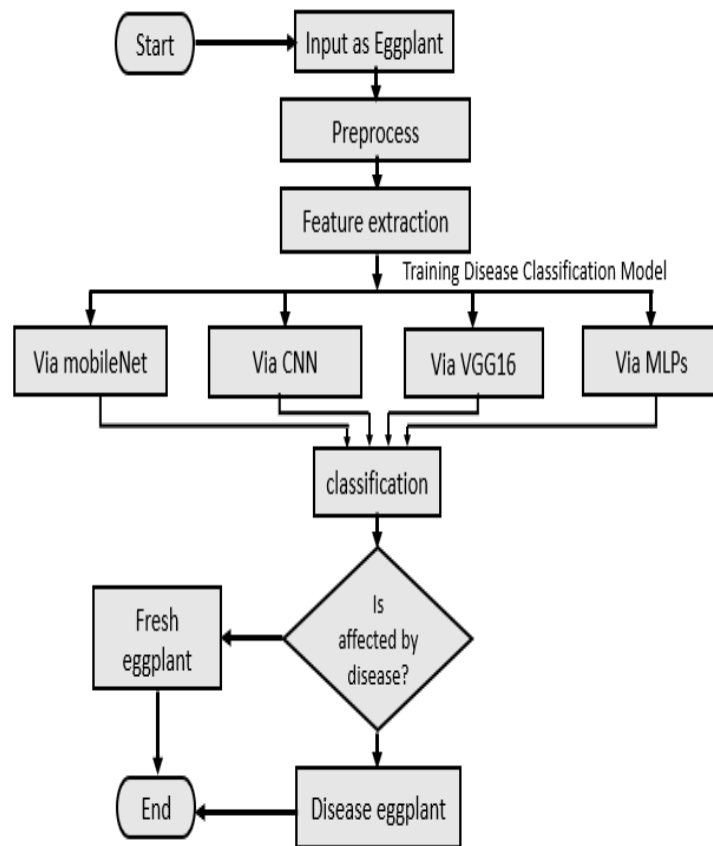 Start
Input as Eggplant
Preprocess
Feature extraction
Training Disease Classification Model
Via mobileNet
Via CNN
Via VGG16
Via MLPs
classification
Is
affected by
disease?
Fresh
eggplant
End
Disease eggplant